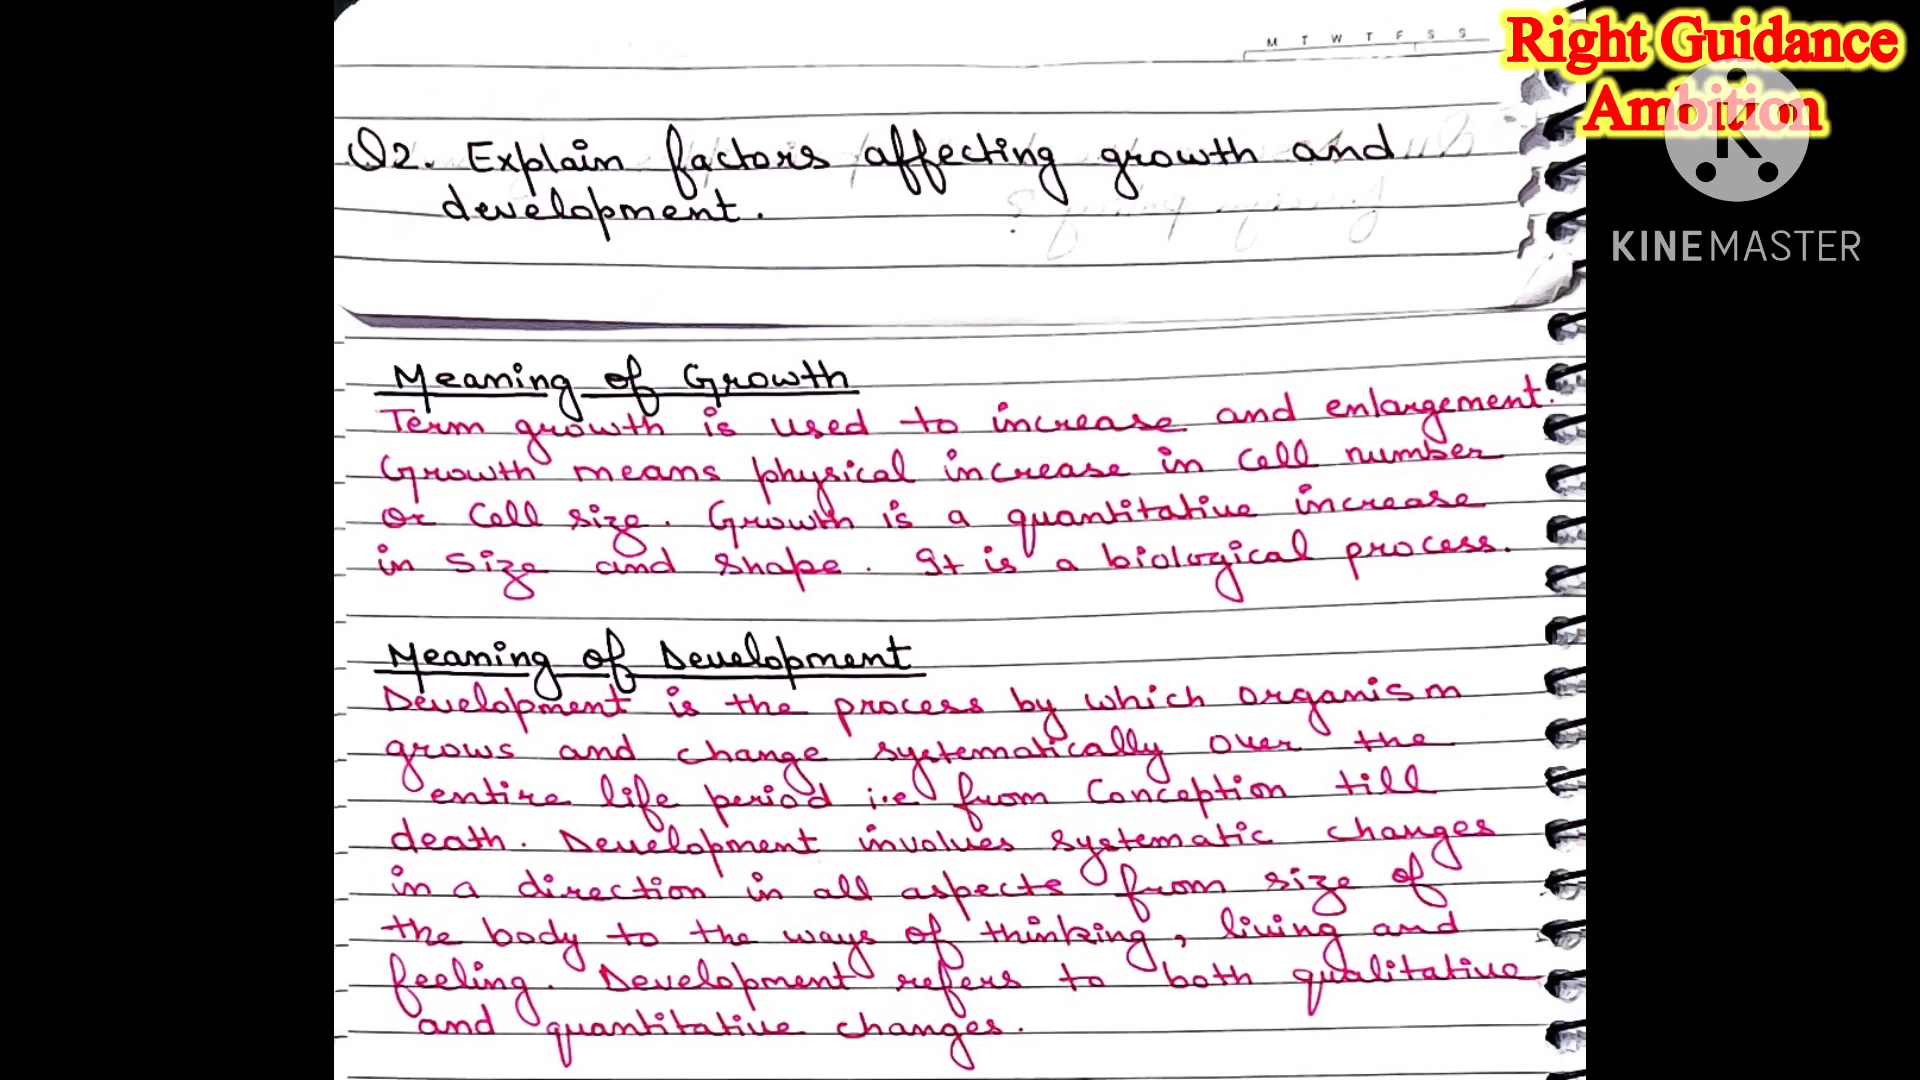 M T W T F S S
Right Guidance
Ambition
KINEMASTER
Q2. Explain factors affecting growth and
development.
Meaning of Growth
Term growth is used to increase and enlargement.
Growth means physical increase in cell number
or cell size. Growth is a quantitative increase
in size and shape. It is a biological process.
Meaning of Development
Development is the process by which organism
grows and change systematically over the
entire life period i.e from conception till
death. Development involves systematic changes
in a direction in all aspects from size of
the body to the ways of thinking, living and
feeling. Development refers to both qualitative
and quantitative changes.